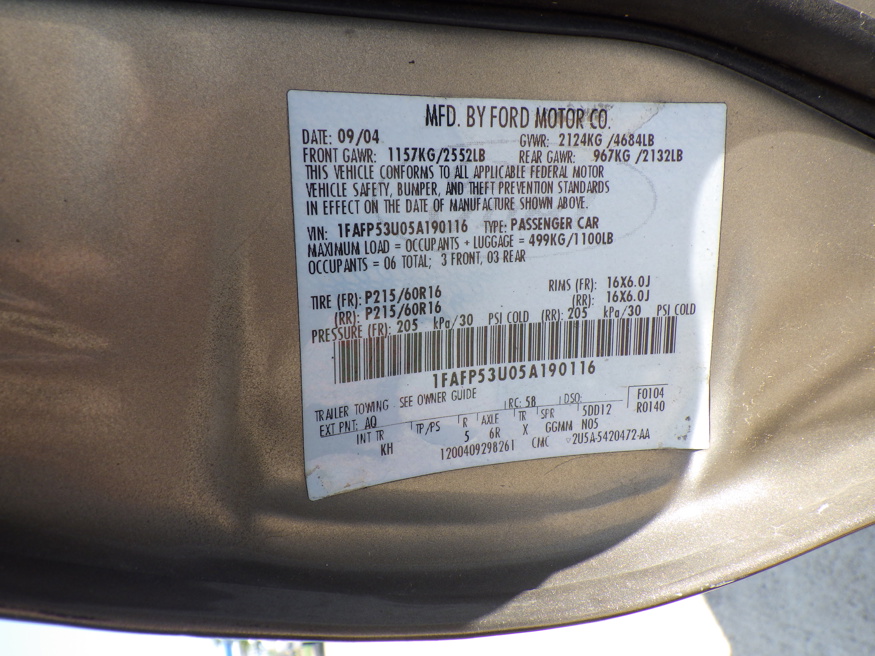 MFD. BY FORD MOTOR CO.
DATE: 09/04 GVWR: 2124KG /4684LB
FRONT GAWR: 1157KG/2552LB REAR GAWR: 967KG /2132LB
THIS VEHICLE CONFORMS TO ALL APPLICABLE FEDERAL MOTOR
VEHICLE SAFETY, BUMPER, AND THEFT PREVENTION STANDARDS
IN EFFECT ON THE DATE OF MANUFACTURE SHOWN ABOVE.
VIN: 1FAFP53U05A190116 TYPE: PASSENGER CAR
MAXIMUM LOAD = OCCUPANTS + LUGGAGE = 499KG/1100LB
OCCUPANTS = 06 TOTAL; 3 FRONT, 03 REAR
TIRE (FR): P215/60R16 RIMS (FR): 16X6.0J
(RR): P215/60R16 (RR): 16X6.0J
PRESSURE (FR): 205 kPa/30 PSI COLD (RR): 205 kPa/30 PSI COLD
1FAFP53U05A190116
TRAILER TOWING SEE OWNER GUIDE RC: 58 DSO: F0104
EXT PNT: AQ R0140
INT TR TP/PS R AXLE TR SPR 5DD12
KH 5 6R X GGMM N05
1200409298261 CMC 2U5A-5420472-AA